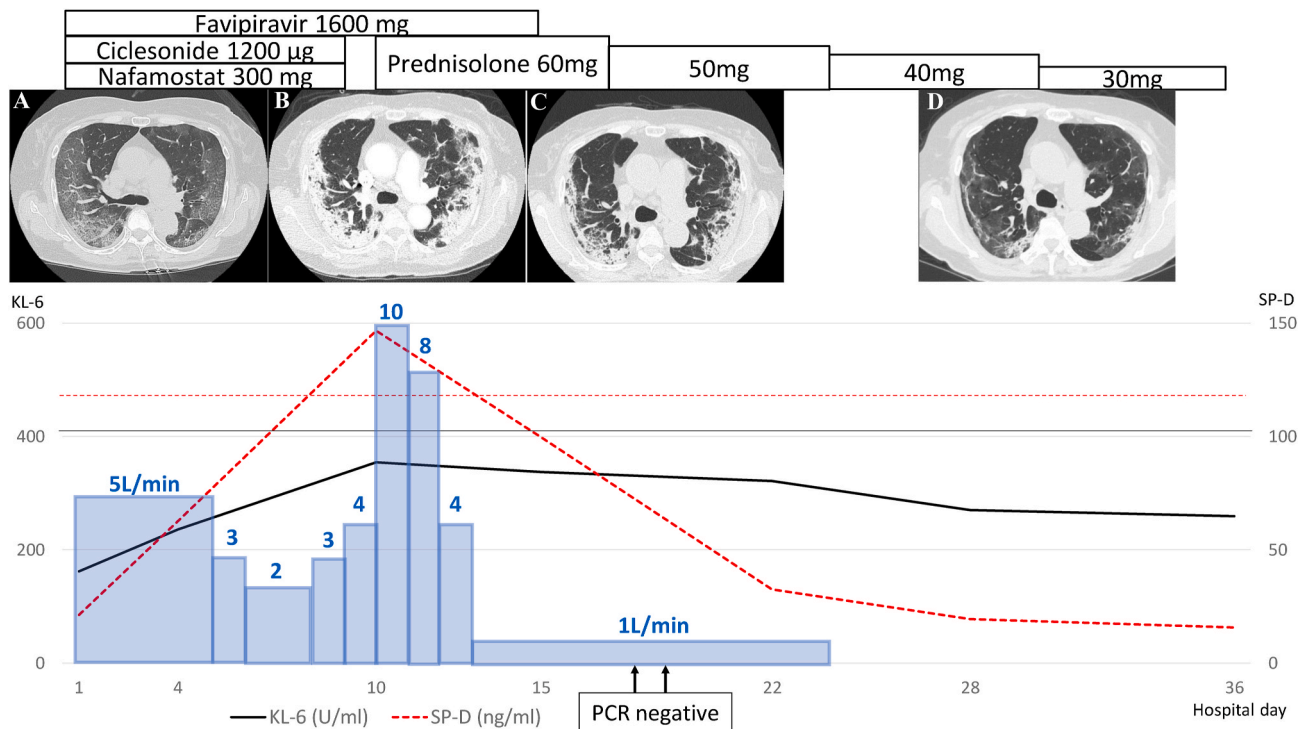 Favipiravir 1600 mg
Ciclesonide 1200 µg
Nafamostat 300 mg
Prednisolone 60mg
50mg
40mg
30mg
A
B
C
D
KL-6
SP-D
600
400
200
0
150
100
50
0
5L/min
3
2
3
4
10
8
4
1L/min
1
4
10
15
22
28
36
Hospital day
PCR negative
KL-6 (U/ml)
SP-D (ng/ml)